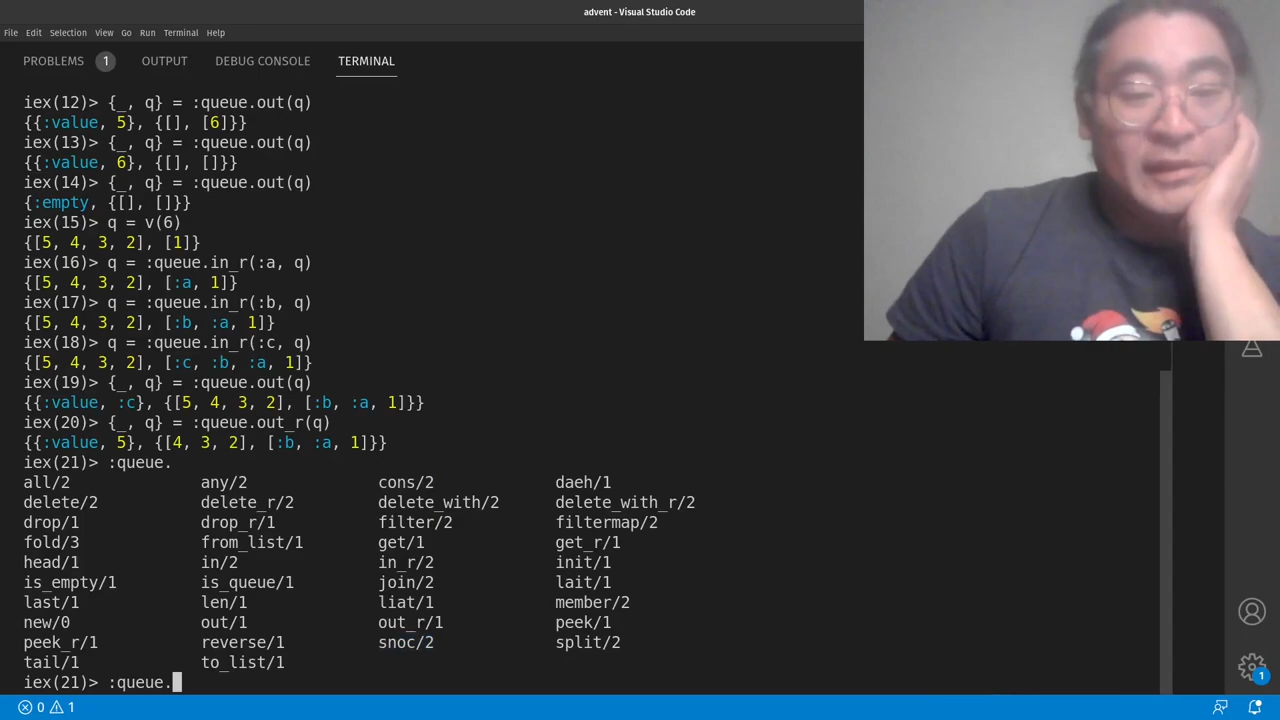 advent - Visual Studio Code
File Edit Selection View Go Run Terminal Help
PROBLEMS 1 OUTPUT DEBUG CONSOLE TERMINAL
iex(12)> {_, q} = :queue.out(q)
{{:value, 5}, {[], [6]}}
iex(13)> {_, q} = :queue.out(q)
{{:value, 6}, {[], []}}
iex(14)> {_, q} = :queue.out(q)
{:empty, {[], []}}
iex(15)> q = v(6)
{[5, 4, 3, 2], [1]}
iex(16)> q = :queue.in_r(:a, q)
{[5, 4, 3, 2], [:a, 1]}
iex(17)> q = :queue.in_r(:b, q)
{[5, 4, 3, 2], [:b, :a, 1]}
iex(18)> q = :queue.in_r(:c, q)
{[5, 4, 3, 2], [:c, :b, :a, 1]}
iex(19)> {_, q} = :queue.out(q)
{{:value, :c}, {[5, 4, 3, 2], [:b, :a, 1]}}
iex(20)> {_, q} = :queue.out_r(q)
{{:value, 5}, {[4, 3, 2], [:b, :a, 1]}}
iex(21)> :queue.
all/2 any/2 cons/2 daeh/1
delete/2 delete_r/2 delete_with/2 delete_with_r/2
drop/1 drop_r/1 filter/2 filtermap/2
fold/3 from_list/1 get/1 get_r/1
head/1 in/2 in_r/2 init/1
is_empty/1 is_queue/1 join/2 lait/1
last/1 len/1 liat/1 member/2
new/0 out/1 out_r/1 peek/1
peek_r/1 reverse/1 snoc/2 split/2
tail/1 to_list/1
iex(21)> :queue.
0 1
1